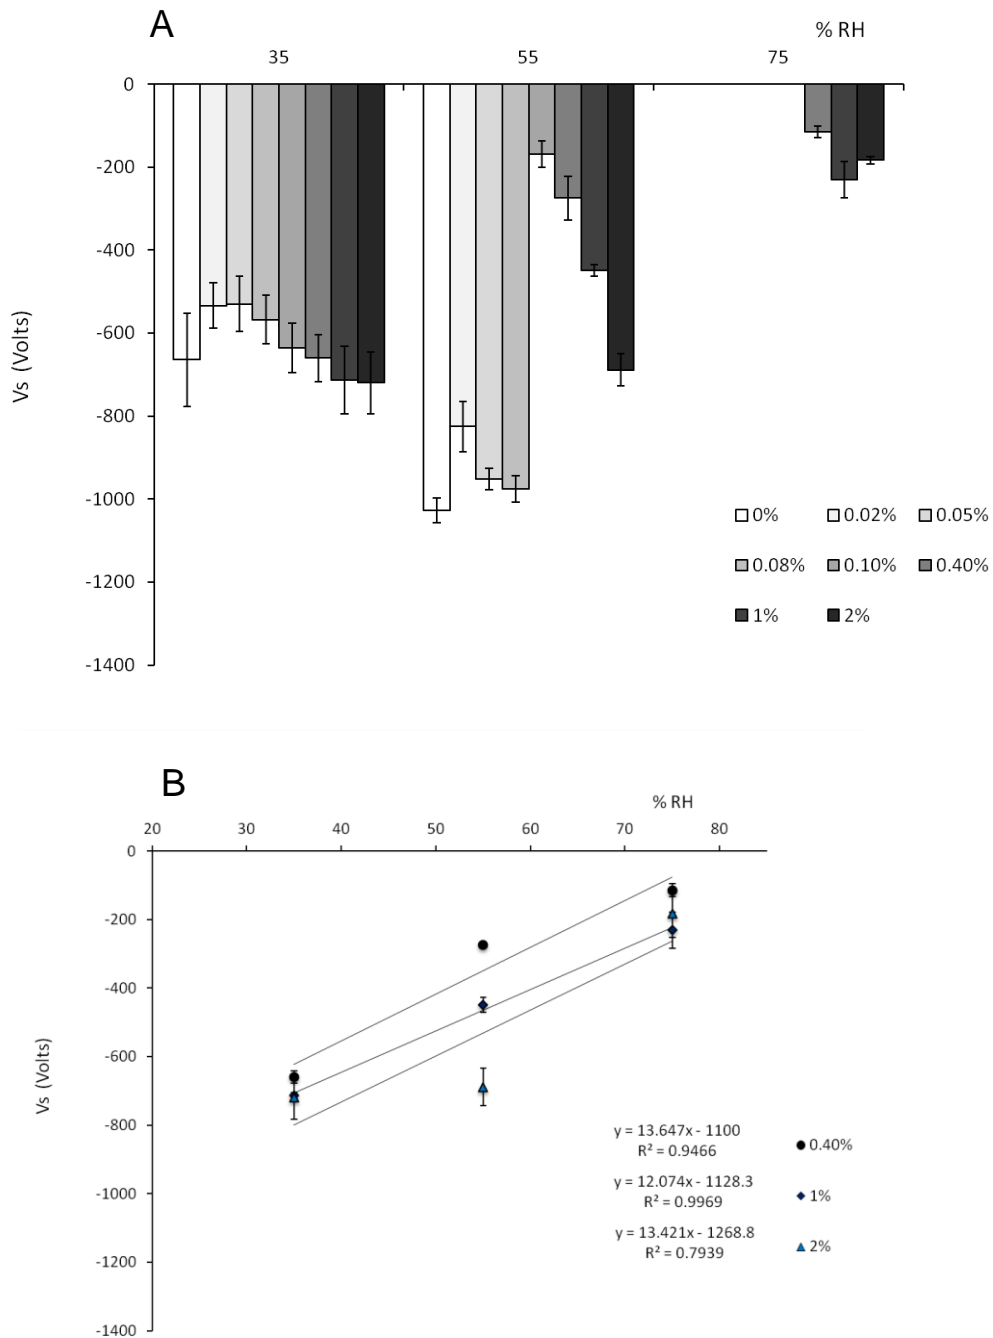 A
% RH
35 55 75
0
-200
-400
-600
-800
-1000
-1200
-1400
Vs (Volts)
0% 0.02% 0.05%
0.08% 0.10% 0.40%
1% 2%
B
% RH
20 30 40 50 60 70 80
0
-200
-400
-600
-800
-1000
-1200
-1400
Vs (Volts)
y = 13.647x - 1100
R² = 0.9466
0.40%
y = 12.074x - 1128.3
R² = 0.9969
1%
y = 13.421x - 1268.8
R² = 0.7939
2%